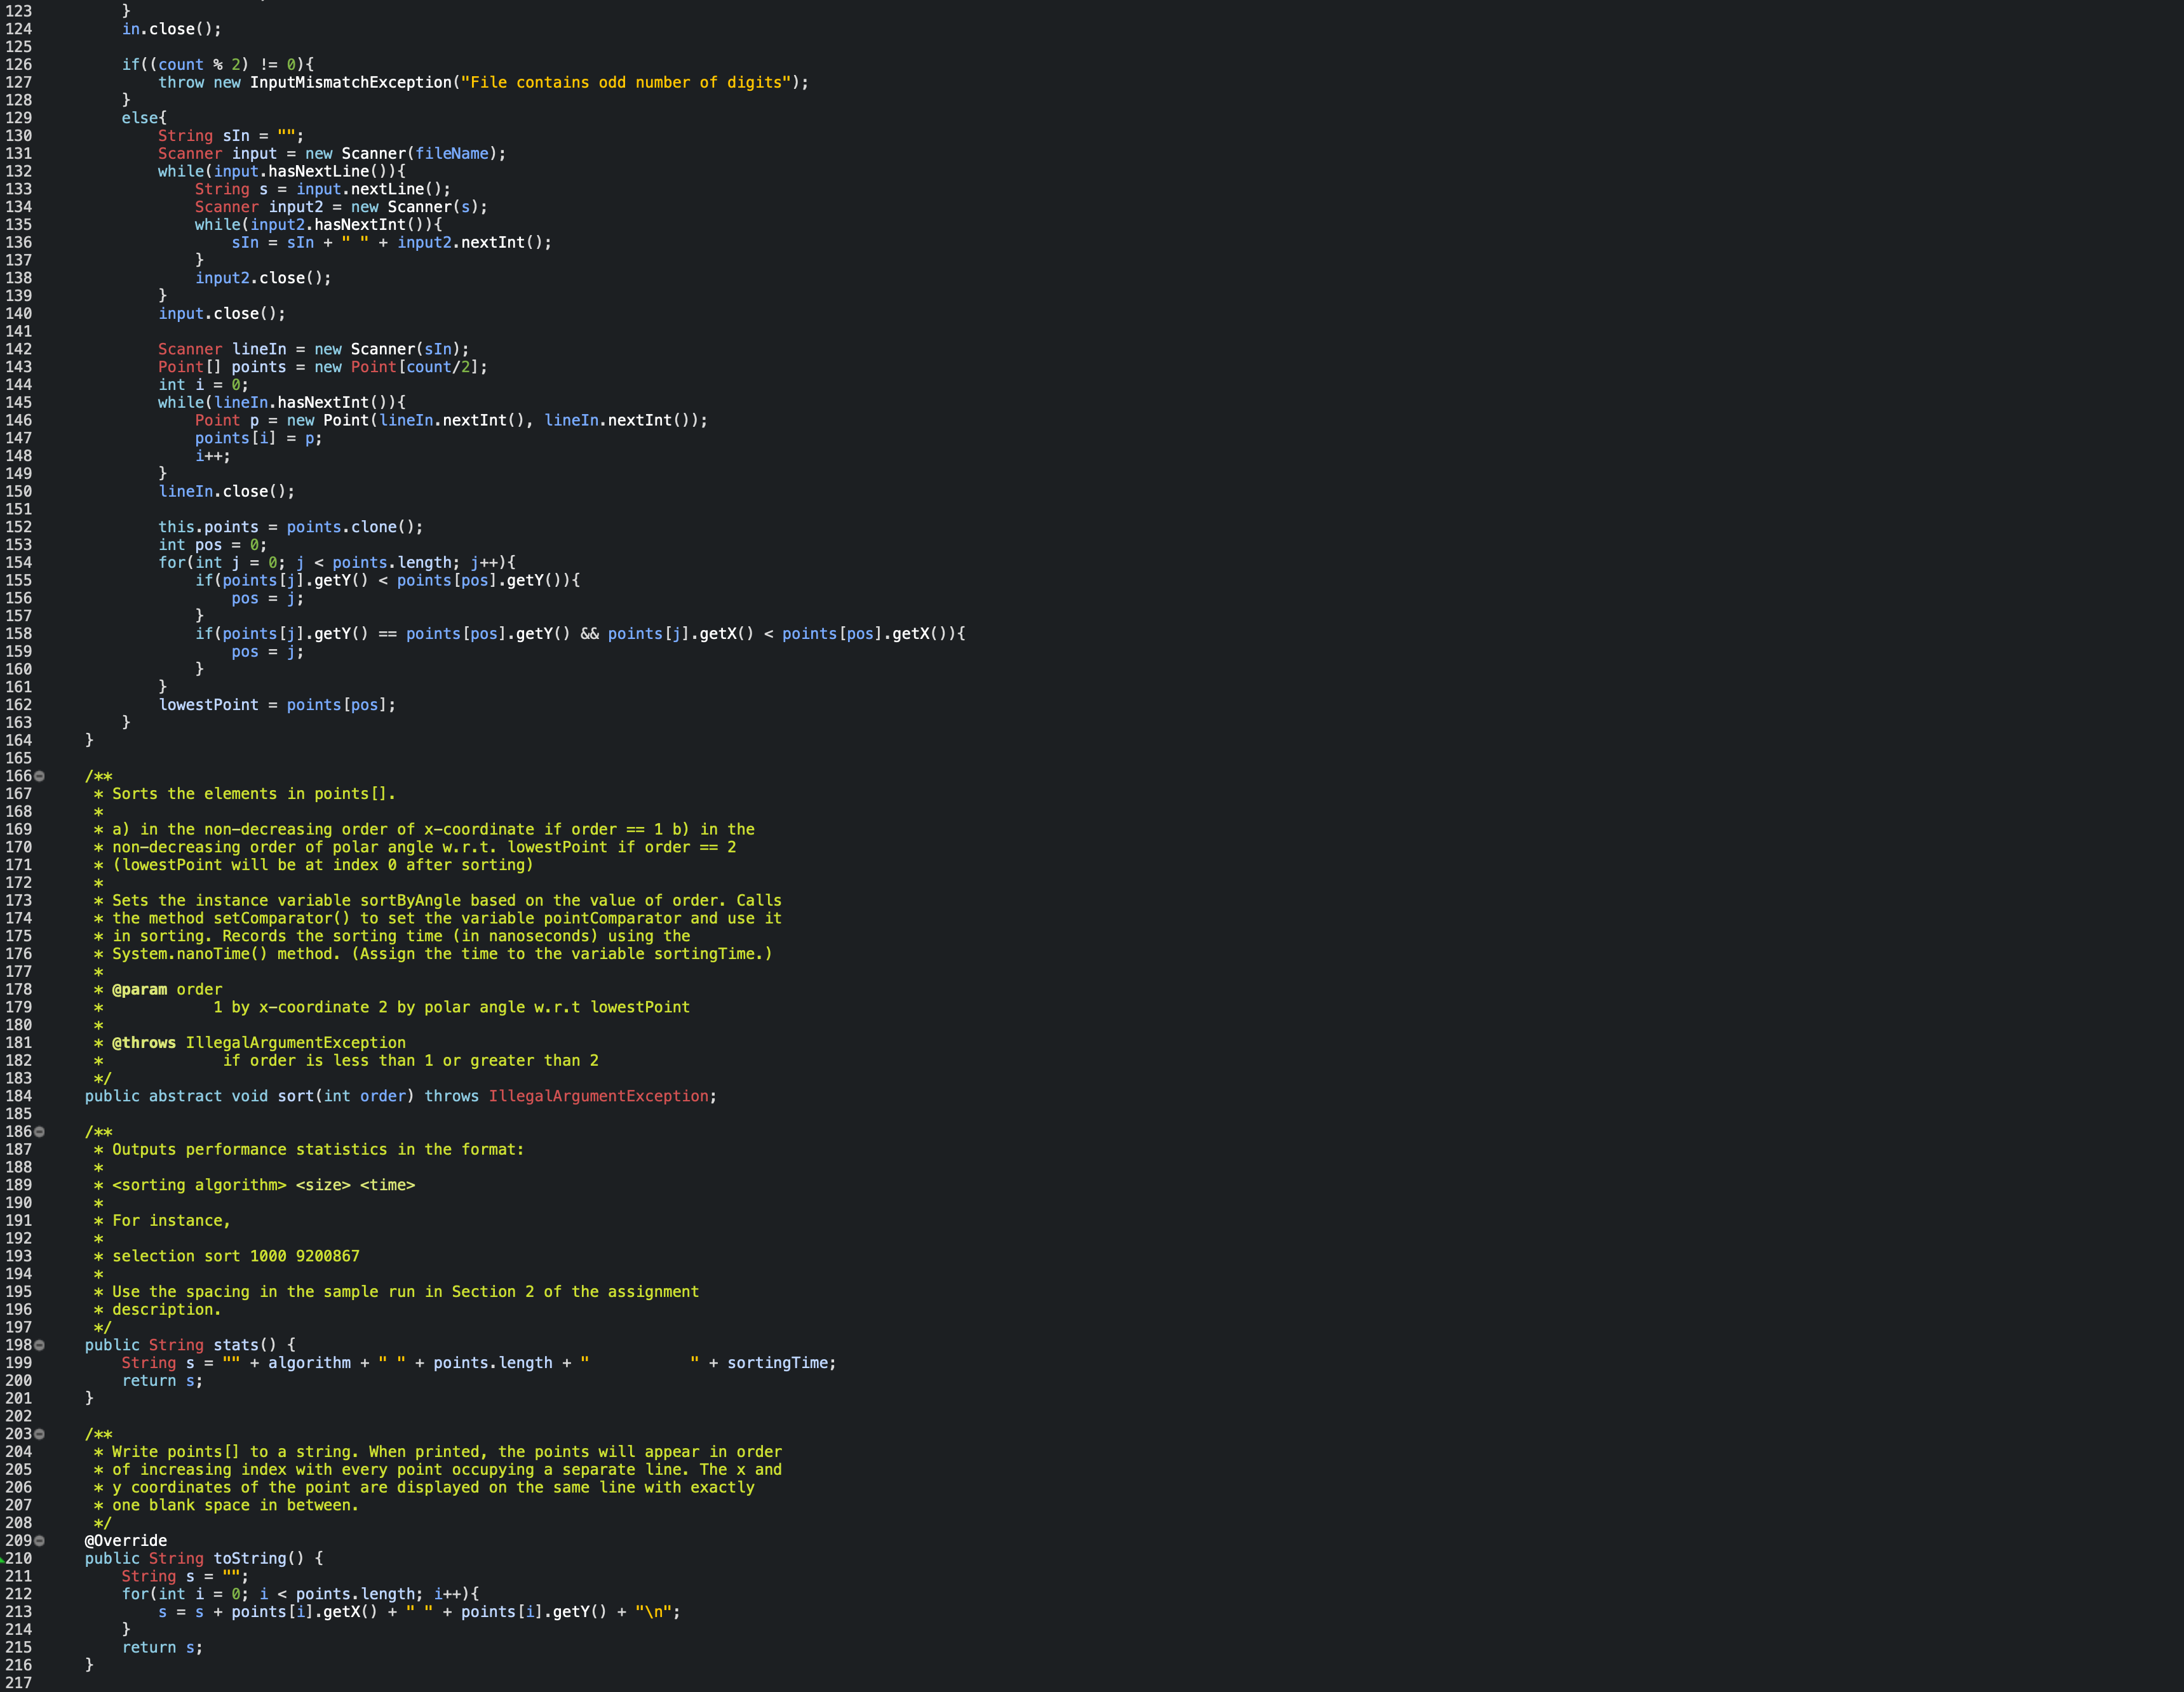 123 }
124 in.close();
125
126 if((count % 2) != 0){
127 throw new InputMismatchException("File contains odd number of digits");
128 }
129 else{
130 String sIn = "";
131 Scanner input = new Scanner(fileName);
132 while(input.hasNextLine()){
133 String s = input.nextLine();
134 Scanner input2 = new Scanner(s);
135 while(input2.hasNextInt()){
136 sIn = sIn + " " + input2.nextInt();
137 }
138 input2.close();
139 }
140 input.close();
141
142 Scanner lineIn = new Scanner(sIn);
143 Point[] points = new Point[count/2];
144 int i = 0;
145 while(lineIn.hasNextInt()){
146 Point p = new Point(lineIn.nextInt(), lineIn.nextInt());
147 points[i] = p;
148 i++;
149 }
150 lineIn.close();
151
152 this.points = points.clone();
153 int pos = 0;
154 for(int j = 0; j < points.length; j++){
155 if(points[j].getY() < points[pos].getY()){
156 pos = j;
157 }
158 if(points[j].getY() == points[pos].getY() && points[j].getX() < points[pos].getX()){
159 pos = j;
160 }
161 }
162 lowestPoint = points[pos];
163 }
164 }
165
166 /**
167 * Sorts the elements in points[].
168 *
169 * a) in the non-decreasing order of x-coordinate if order == 1 b) in the
170 * non-decreasing order of polar angle w.r.t. lowestPoint if order == 2
171 * (lowestPoint will be at index 0 after sorting)
172 *
173 * Sets the instance variable sortByAngle based on the value of order. Calls
174 * the method setComparator() to set the variable pointComparator and use it
175 * in sorting. Records the sorting time (in nanoseconds) using the
176 * System.nanoTime() method. (Assign the time to the variable sortingTime.)
177 *
178 * @param order
179 * 1 by x-coordinate 2 by polar angle w.r.t lowestPoint
180 *
181 * @throws IllegalArgumentException
182 * if order is less than 1 or greater than 2
183 */
184 public abstract void sort(int order) throws IllegalArgumentException;
185
186 /**
187 * Outputs performance statistics in the format:
188 *
189 * <sorting algorithm> <size> <time>
190 *
191 * For instance,
192 *
193 * selection sort 1000 9200867
194 *
195 * Use the spacing in the sample run in Section 2 of the assignment
196 * description.
197 */
198 public String stats() {
199 String s = "" + algorithm + " " + points.length + "           " + sortingTime;
200 return s;
201 }
202
203 /**
204 * Write points[] to a string. When printed, the points will appear in order
205 * of increasing index with every point occupying a separate line. The x and
206 * y coordinates of the point are displayed on the same line with exactly
207 * one blank space in between.
208 */
209 @Override
210 public String toString() {
211 String s = "";
212 for(int i = 0; i < points.length; i++){
213 s = s + points[i].getX() + " " + points[i].getY() + "\n";
214 }
215 return s;
216 }
217